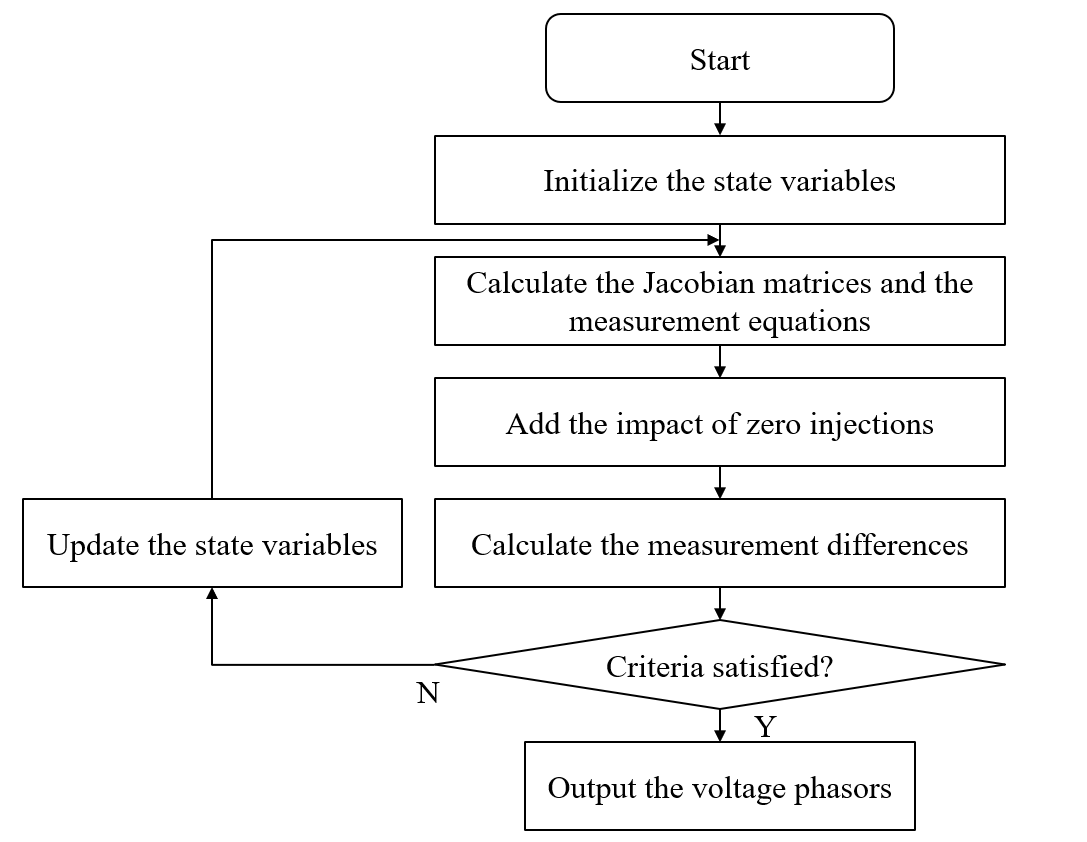 Start
Initialize the state variables
Calculate the Jacobian matrices and the
measurement equations
Add the impact of zero injections
Update the state variables
Calculate the measurement differences
Criteria satisfied?
N
Y
Output the voltage phasors